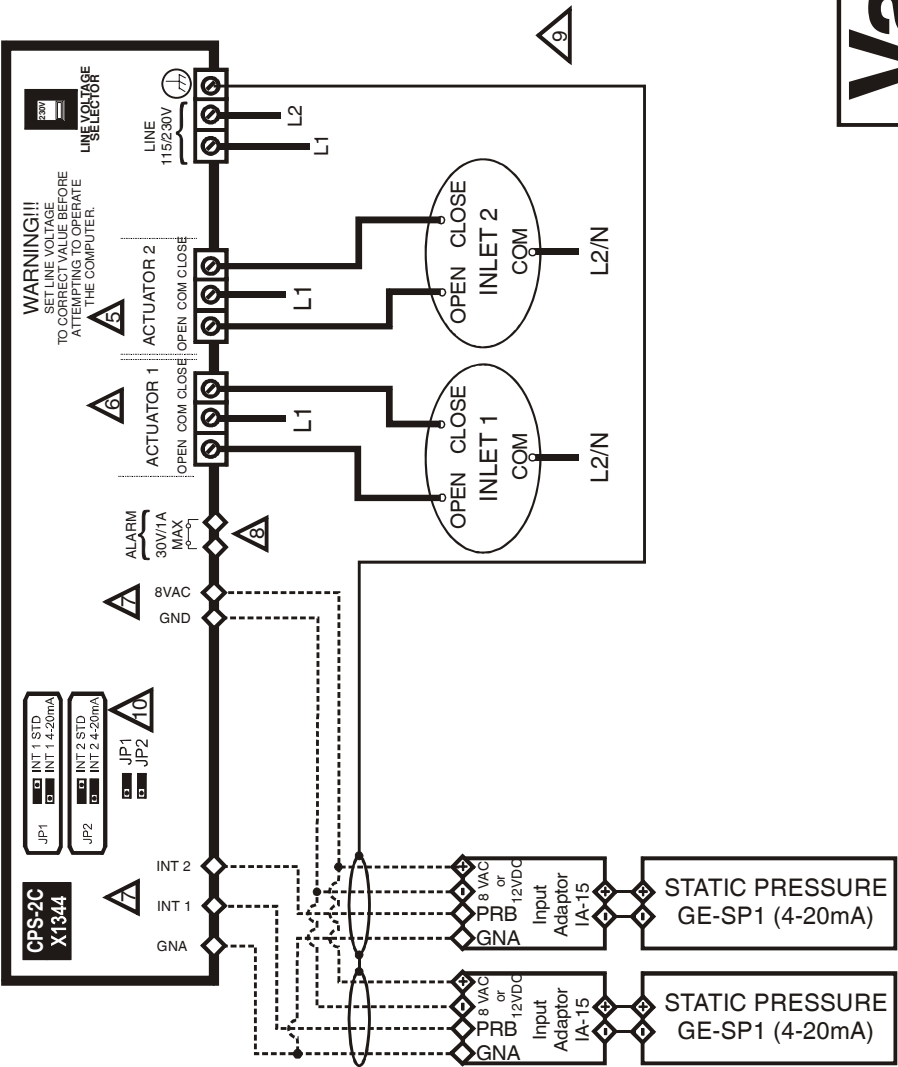 CPS-2C
X1344
JP1
INT 1 STD
INT 1 4-20mA
JP2
INT 2 STD
INT 2 4-20mA
10
JP1
JP2
WARNING!!!
SET LINE VOLTAGE
TO CORRECT VALUE BEFORE
ATTEMPTING TO OPERATE
THE COMPUTER.
230V
LINE VOLTAGE
SELECTOR
7
GNA
INT 1
INT 2
7
GND
8VAC
ALARM
30V/1A
MAX
8
6
ACTUATOR 1
OPEN COM CLOSE
5
ACTUATOR 2
OPEN COM CLOSE
LINE
115/230V
L1
L1
L1
L2
9
OPEN CLOSE
INLET 1
COM
L2/N
OPEN CLOSE
INLET 2
COM
L2/N
GNA
PRB
8 VAC
or
12VDC
Input
Adaptor
IA-15
STATIC PRESSURE
GE-SP1 (4-20mA)
GNA
PRB
8 VAC
or
12VDC
Input
Adaptor
IA-15
STATIC PRESSURE
GE-SP1 (4-20mA)